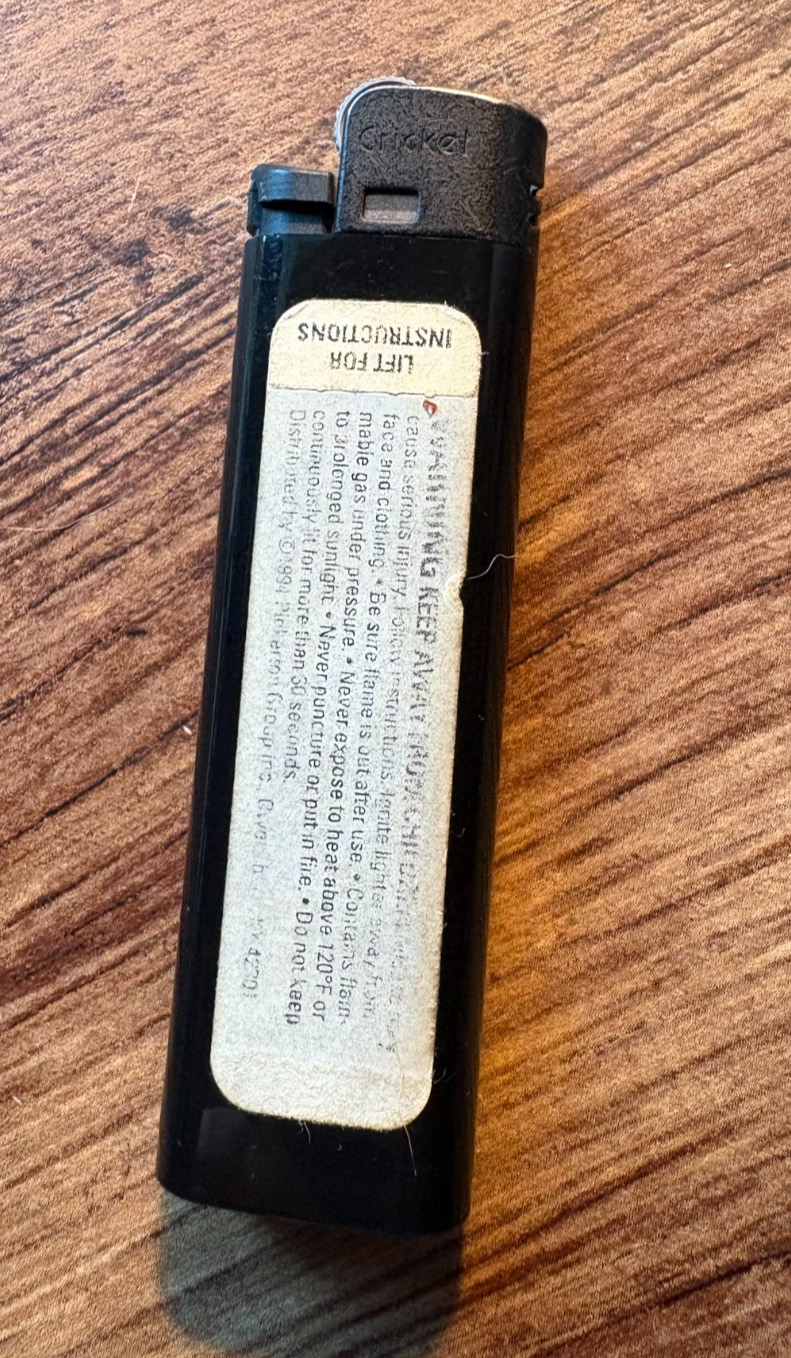 Cricket
LIFT FOR
INSTRUCTIONS
WARNING KEEP AWAY FROM CHILDREN
cause serious injury. Follow instructions. Ignite lighter away from
face and clothing. • Be sure flame is out after use. • Contains flam-
mable gas under pressure. • Never expose to heat above 120°F or
to prolonged sunlight • Never puncture or put in fire. • Do not keep
continuously lit for more than 30 seconds.
Distributed by © 1994 Pinkerton Group Inc., 42301